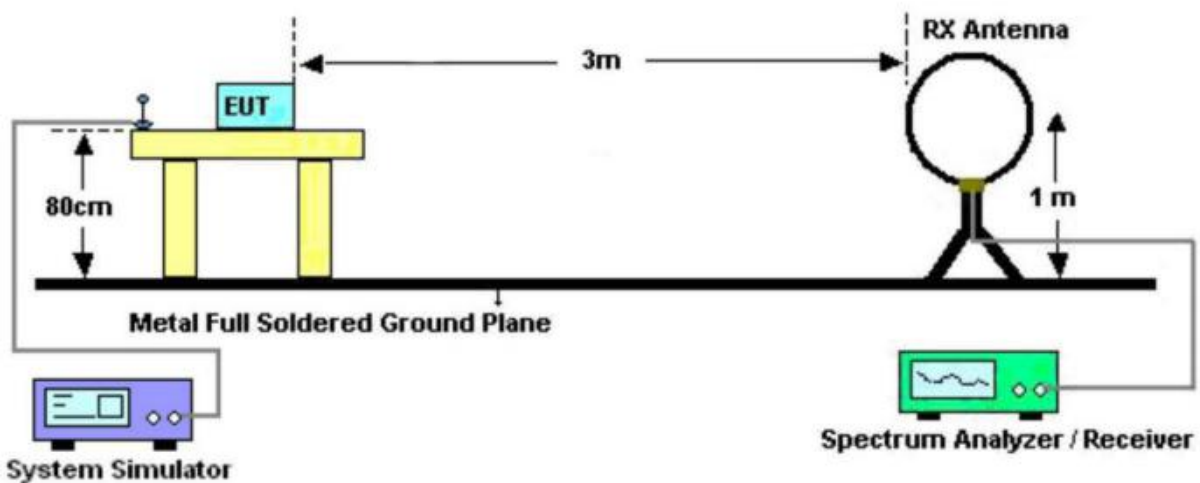 RX Antenna
3m
EUT
80cm
1 m
Metal Full Soldered Ground Plane
System Simulator
Spectrum Analyzer / Receiver